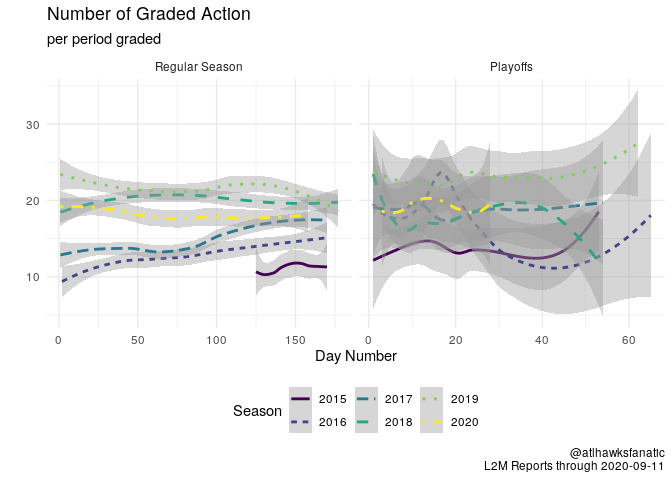 Number of Graded Action
per period graded
Regular Season
Playoffs
30
20
10
0
50
100
150
0
20
40
60
Day Number
Season
2015
2017
2019
2016
2018
2020
@atlhawksfanatic
L2M Reports through 2020-09-11